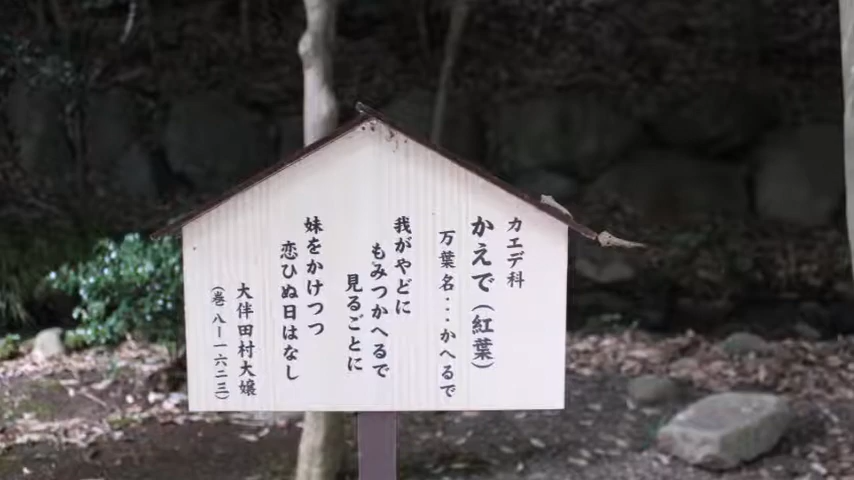 カエデ科
かえで（紅葉）
万葉名・・・かへるで
我がやどに
もみつかへるで
見るごとに
妹をかけつつ
恋ひぬ日はなし
大伴田村大嬢
（巻八ー一六二三）